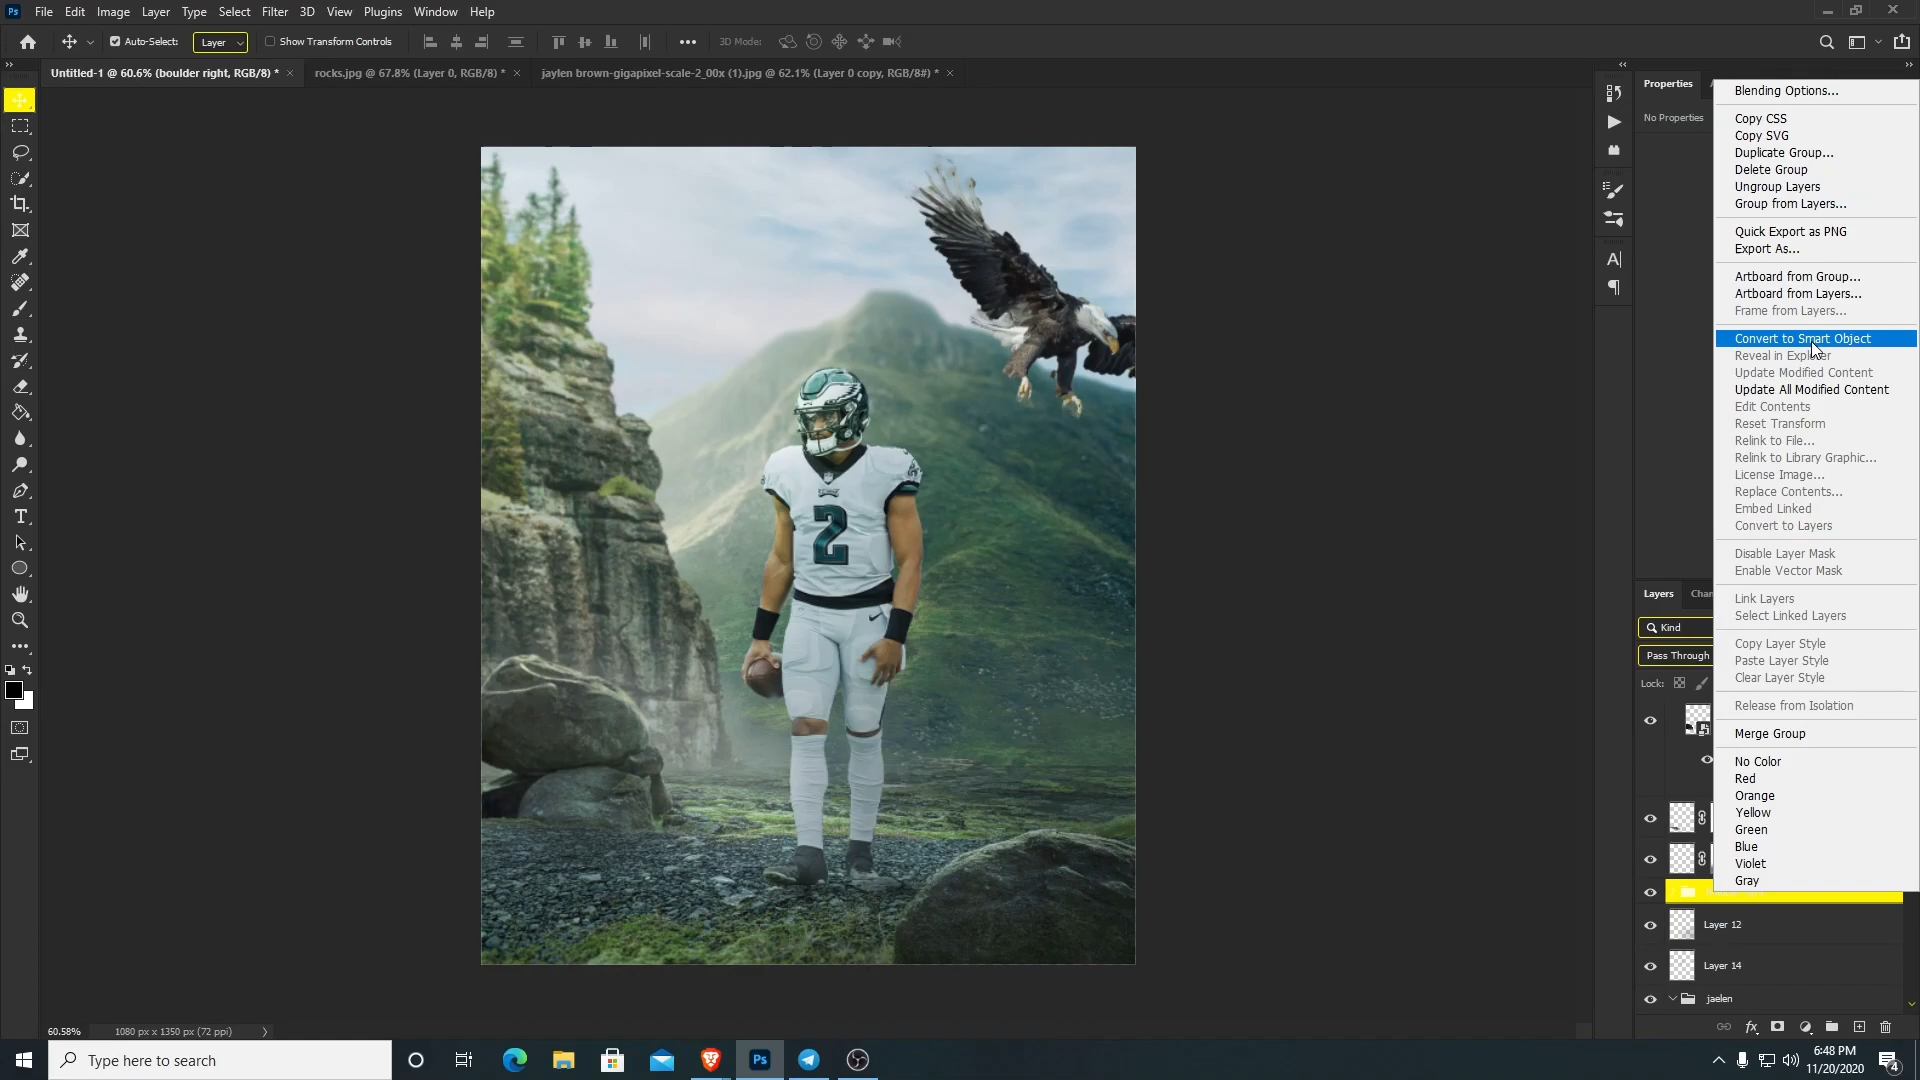 Ps File Edit Image Layer Type Select Filter 3D View Plugins Window Help
Auto-Select: Layer Show Transform Controls 3D Mode:
Untitled-1 @ 60.6% (boulder right, RGB/8) * × rocks.jpg @ 67.8% (Layer 0, RGB/8) * × jaylen brown-gigapixel-scale-2_00x (1).jpg @ 62.1% (Layer 0 copy, RGB/8#) * ×
Properties
No Properties
Blending Options...
Copy CSS
Copy SVG
Duplicate Group...
Delete Group
Ungroup Layers
Group from Layers...
Quick Export as PNG
Export As...
Artboard from Group...
Artboard from Layers...
Frame from Layers...
Convert to Smart Object
Reveal in Explorer
Update Modified Content
Update All Modified Content
Edit Contents
Reset Transform
Relink to File...
Relink to Library Graphic...
License Image...
Replace Contents...
Embed Linked
Convert to Layers
Disable Layer Mask
Enable Vector Mask
Link Layers
Select Linked Layers
Copy Layer Style
Paste Layer Style
Clear Layer Style
Release from Isolation
Merge Group
No Color
Red
Orange
Yellow
Green
Blue
Violet
Gray
2
Layers
Kind
Pass Through
Lock:
Layer 12
Layer 14
jaelen
fx
60.58% 1080 px x 1350 px (72 ppi)
Type here to search
Ps
6:48 PM
11/20/2020
4